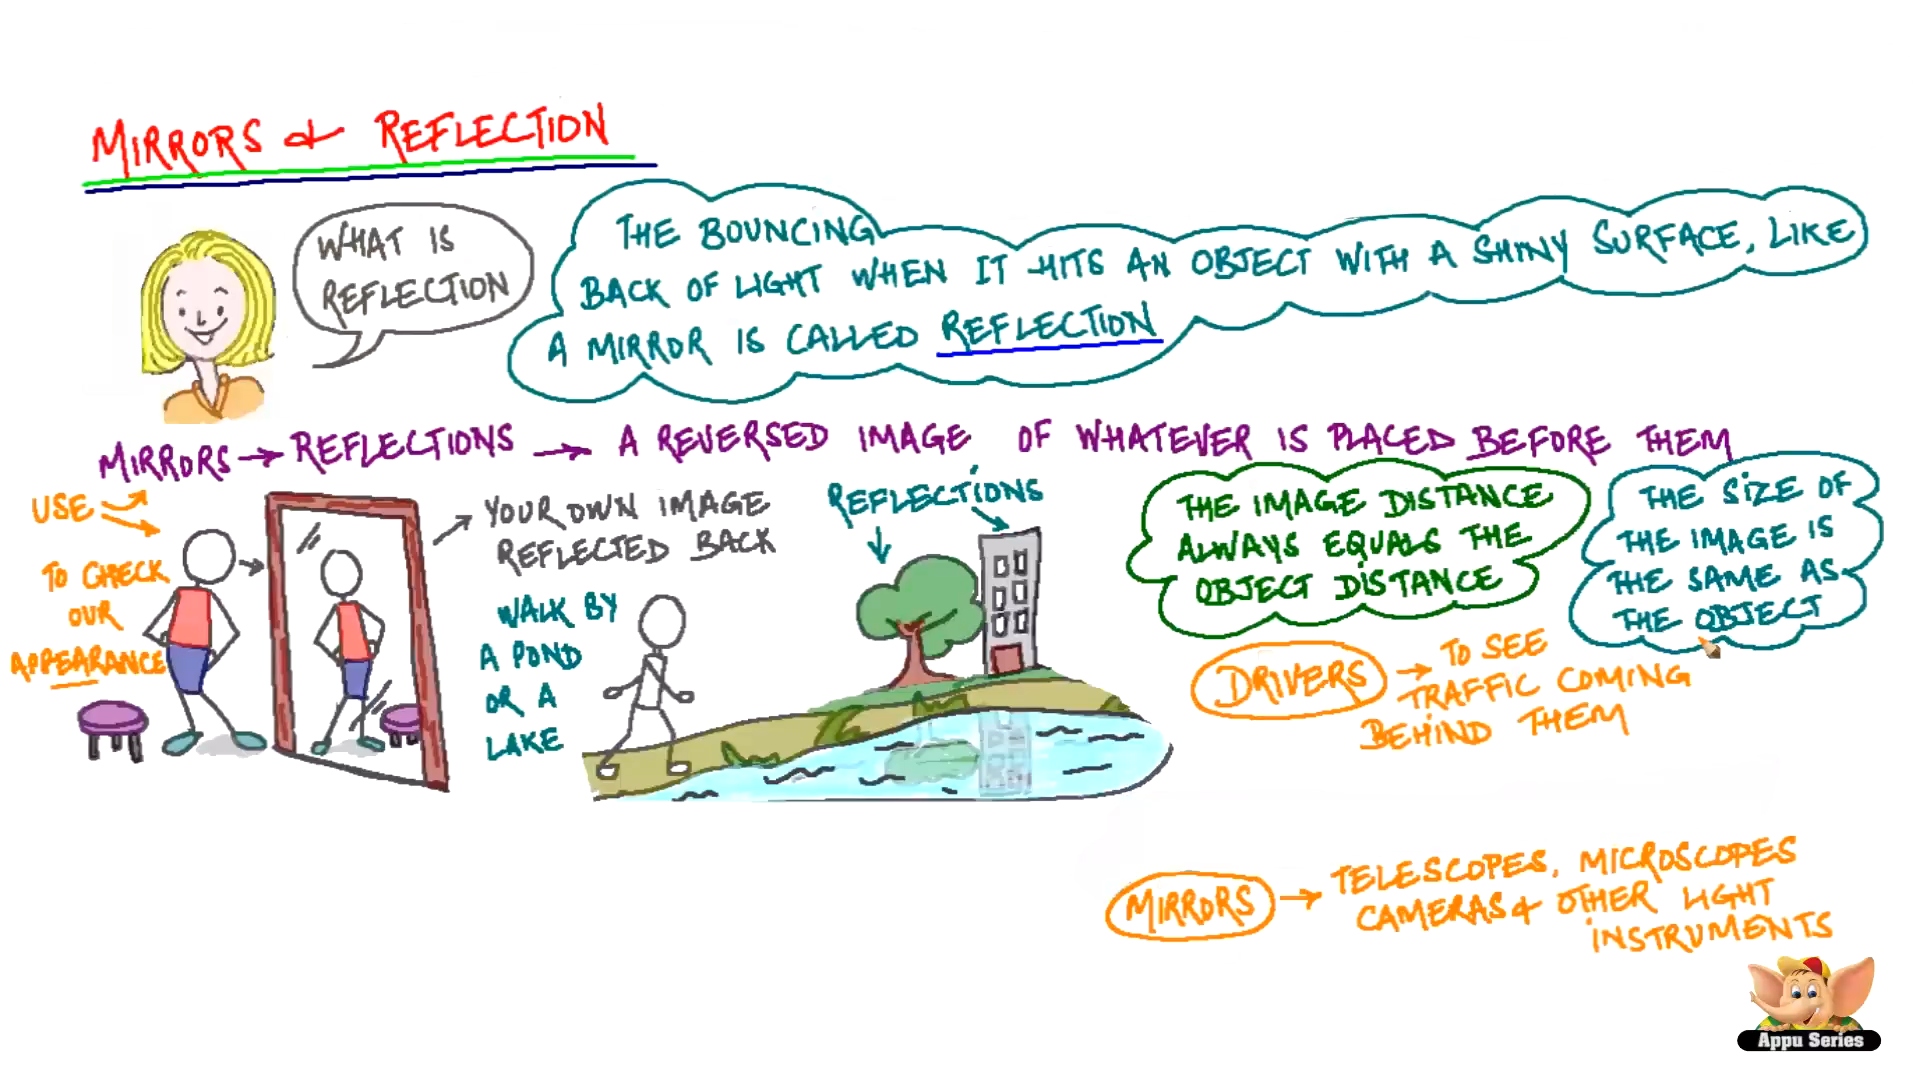 MIRRORS & REFLECTION
WHAT IS
REFLECTION
THE BOUNCING
BACK OF LIGHT WHEN IT HITS AN OBJECT WITH A SHINY SURFACE, LIKE
A MIRROR IS CALLED REFLECTION
MIRRORS → REFLECTIONS → A REVERSED IMAGE OF WHATEVER IS PLACED BEFORE THEM
USE
TO CHECK
OUR
APPEARANCE
YOUR OWN IMAGE
REFLECTED BACK
WALK BY
A POND
OR A
LAKE
REFLECTIONS
THE IMAGE DISTANCE
ALWAYS EQUALS THE
OBJECT DISTANCE
THE SIZE OF
THE IMAGE IS
THE SAME AS
THE OBJECT
DRIVERS → TO SEE
TRAFFIC COMING
BEHIND THEM
MIRRORS → TELESCOPES, MICROSCOPES
CAMERAS & OTHER LIGHT
INSTRUMENTS
Appu Series